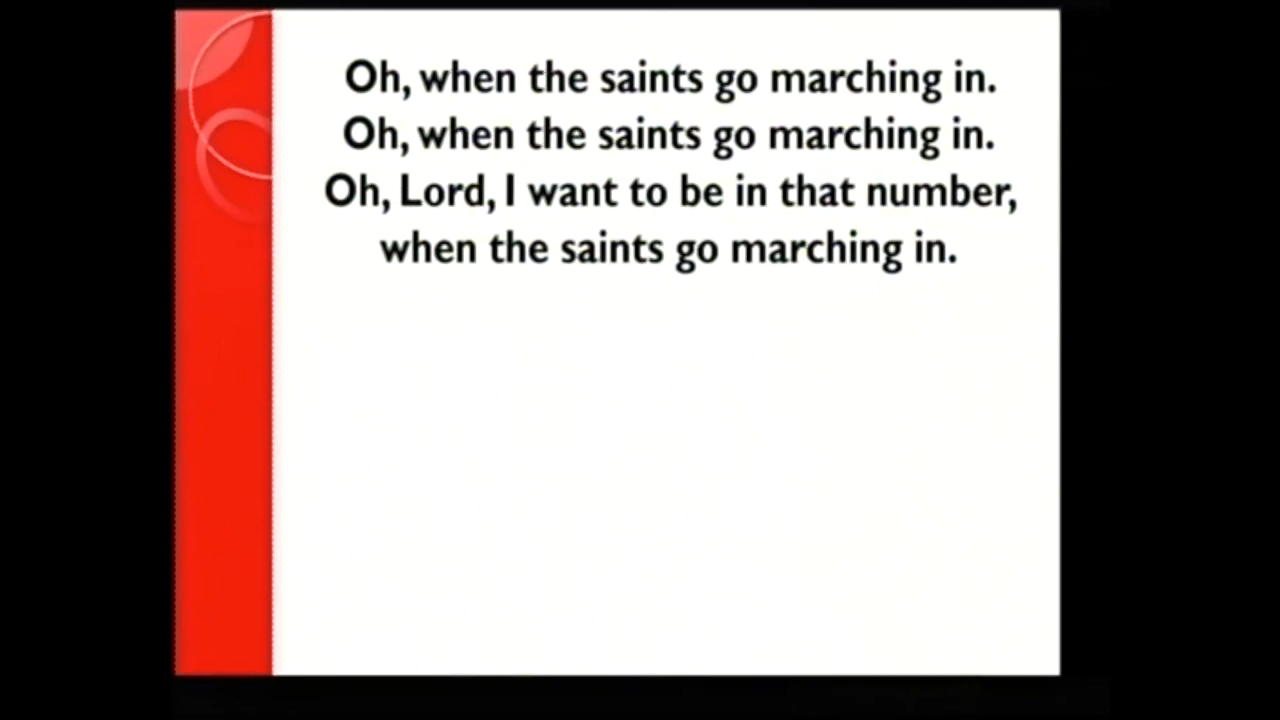 Oh, when the saints go marching in.
Oh, when the saints go marching in.
Oh, Lord, I want to be in that number,
when the saints go marching in.